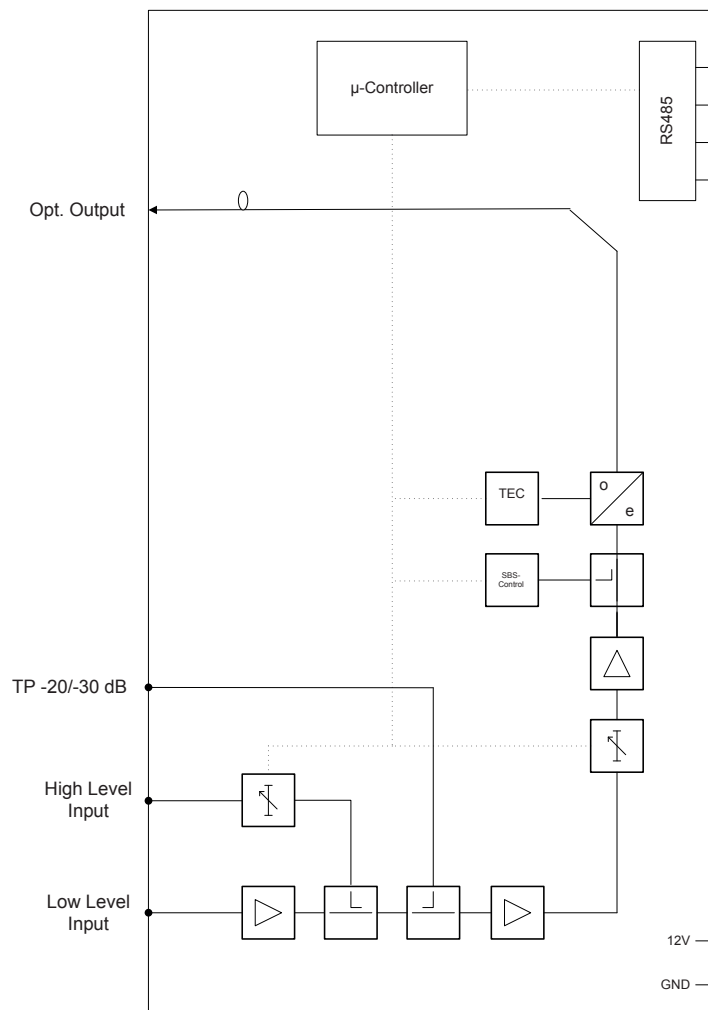 µ-Controller
RS485
Opt. Output
TEC
o
e
SBS-
Control
TP -20/-30 dB
High Level
Input
Low Level
Input
12V
GND